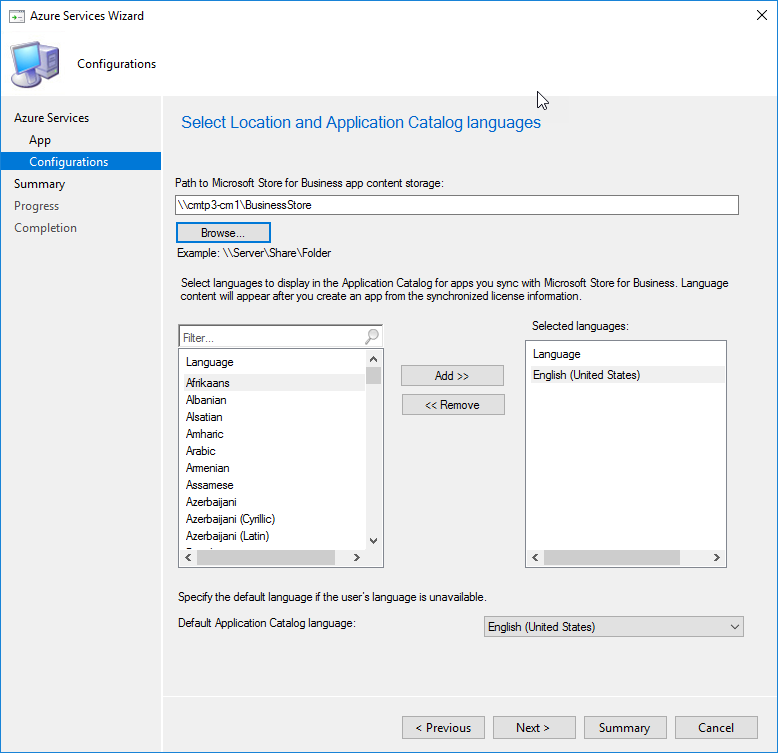 Azure Services Wizard
Configurations
Azure Services
App
Configurations
Summary
Progress
Completion
Select Location and Application Catalog languages
Path to Microsoft Store for Business app content storage:
\\cmtp3-cm1\BusinessStore
Browse...
Example: \\Server\Share\Folder
Select languages to display in the Application Catalog for apps you sync with Microsoft Store for Business. Language
content will appear after you create an app from the synchronized license information.
Filter...
Language
Afrikaans
Albanian
Alsatian
Amharic
Arabic
Armenian
Assamese
Azerbaijani
Azerbaijani (Cyrillic)
Azerbaijani (Latin)
Add >>
<< Remove
Selected languages:
Language
English (United States)
Specify the default language if the user's language is unavailable.
Default Application Catalog language:
English (United States)
< Previous
Next >
Summary
Cancel